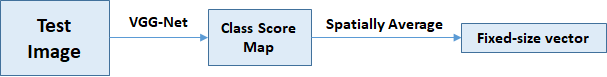 Test
Image
VGG-Net
Class Score
Map
Spatially Average
Fixed-size vector